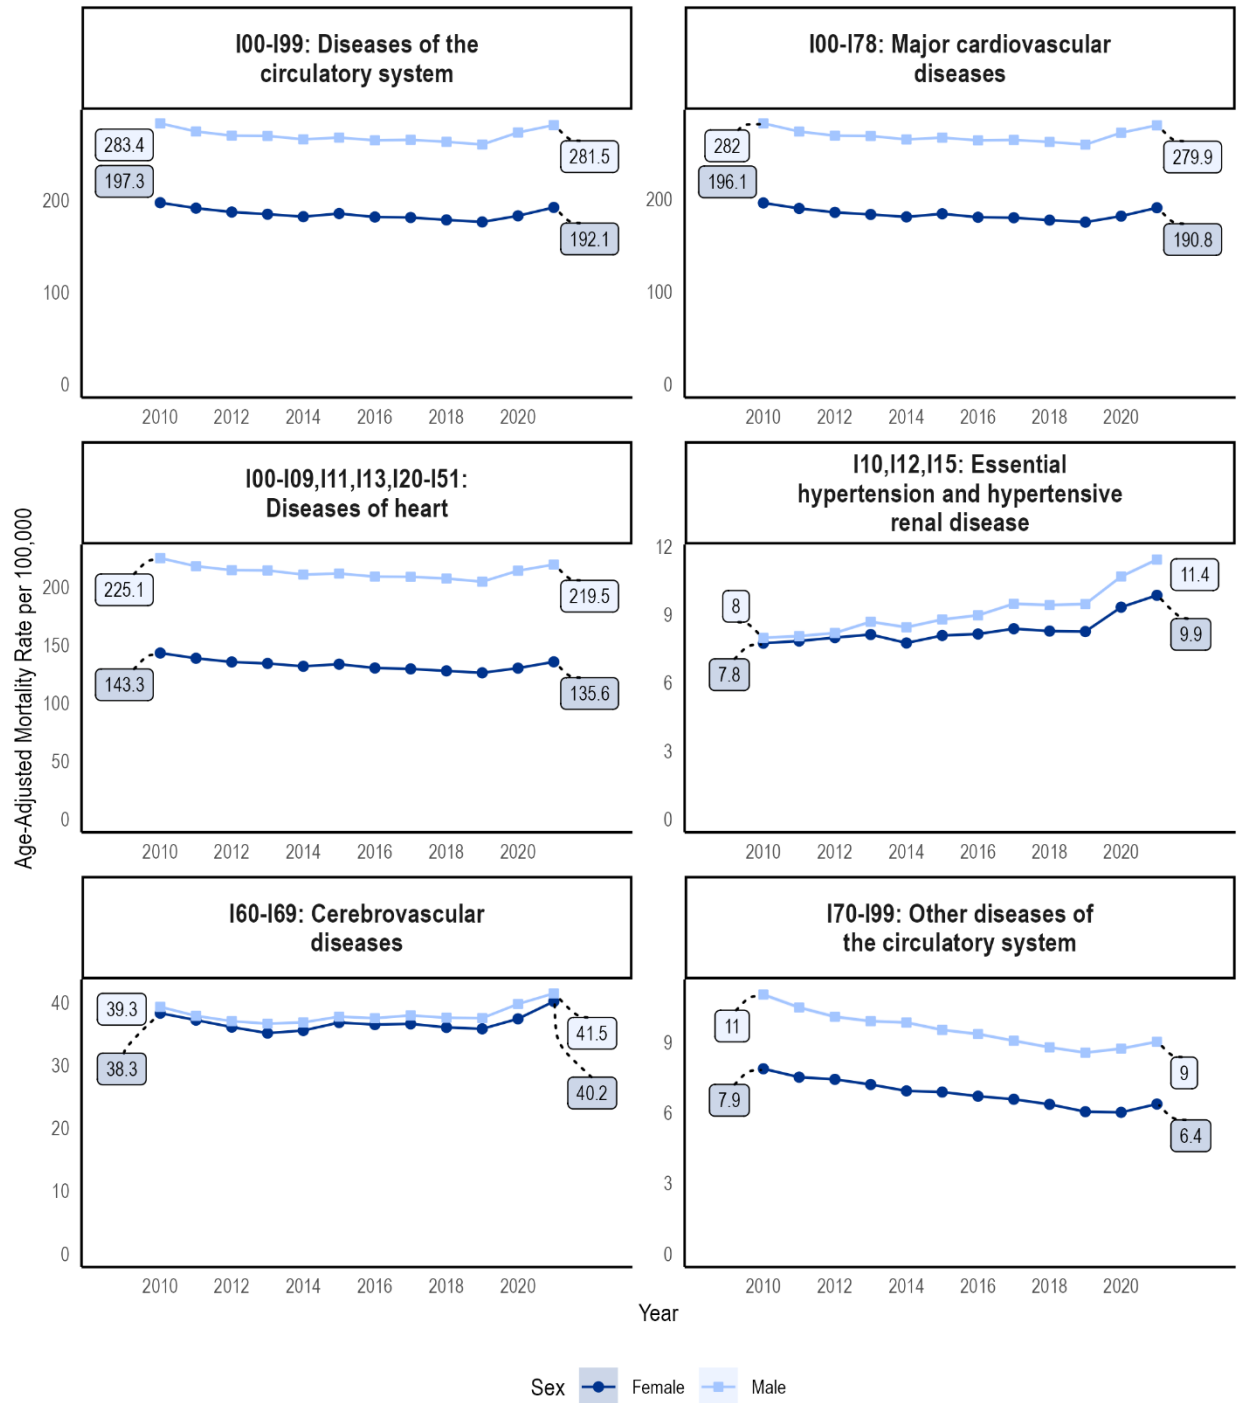 I00-I99: Diseases of the
circulatory system
283.4
197.3
281.5
192.1
200
100
0
2010 2012 2014 2016 2018 2020
I00-I78: Major cardiovascular
diseases
282
196.1
279.9
190.8
200
100
0
2010 2012 2014 2016 2018 2020
Age-Adjusted Mortality Rate per 100,000
I00-I09,I11,I13,I20-I51:
Diseases of heart
225.1
143.3
219.5
135.6
200
150
100
50
0
2010 2012 2014 2016 2018 2020
I10,I12,I15: Essential
hypertension and hypertensive
renal disease
8
7.8
11.4
9.9
12
9
6
3
0
2010 2012 2014 2016 2018 2020
I60-I69: Cerebrovascular
diseases
39.3
38.3
41.5
40.2
40
30
20
10
0
2010 2012 2014 2016 2018 2020
I70-I99: Other diseases of
the circulatory system
11
7.9
9
6.4
9
6
3
0
2010 2012 2014 2016 2018 2020
Year
Sex Female Male